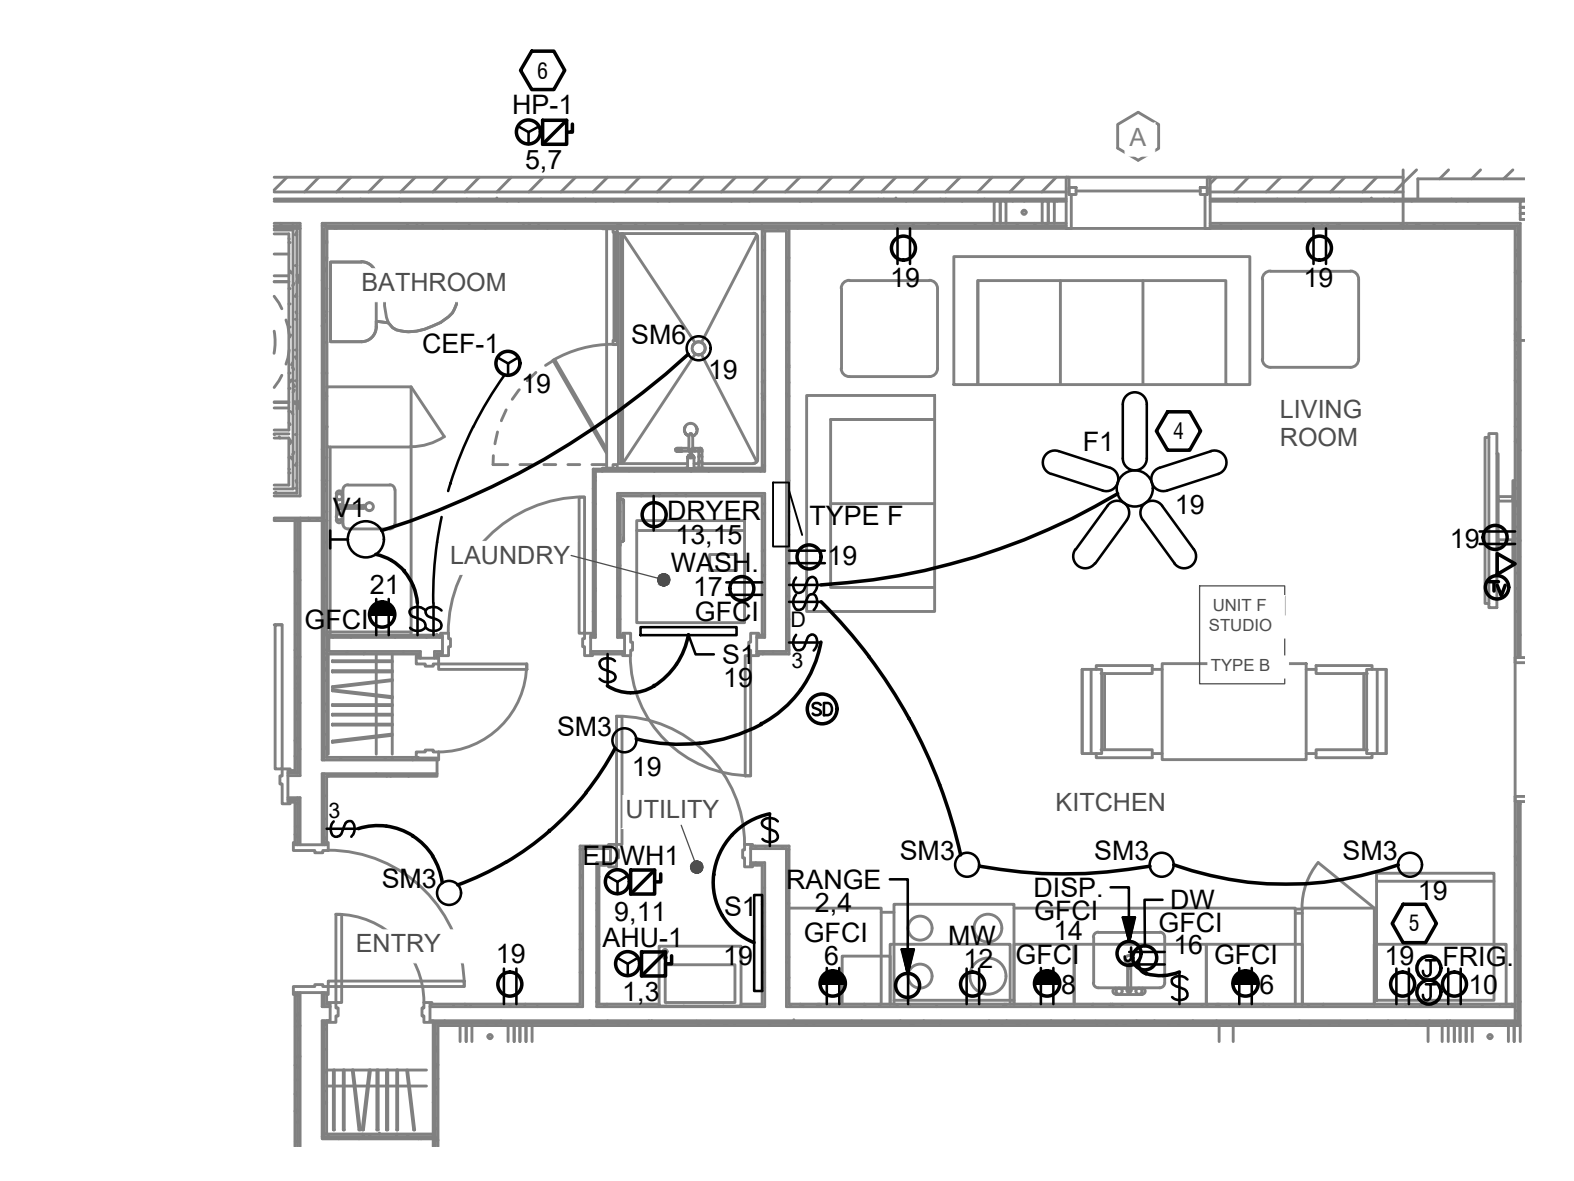 6
HP-1
5,7
A
BATHROOM
CEF-1
19
SM6
19
19
19
LIVING
ROOM
F1
4
19
V1
21
GFCI
$$
LAUNDRY
DRYER
13,15
WASH.
17
GFCI
TYPE F
19
$
$
D
$
3
S1
19
$
19
TV
UNIT F
STUDIO
TYPE B
SD
SM3
19
UTILITY
KITCHEN
3
$
SM3
ENTRY
19
EDWH1
9,11
AHU-1
1,3
$
S1
19
SM3
SM3
SM3
19
RANGE
2,4
GFCI
6
MW
12
DISP.
GFCI
14
GFCI
8
J
DW
GFCI
16
$
GFCI
6
5
19
J
J
FRIG.
10